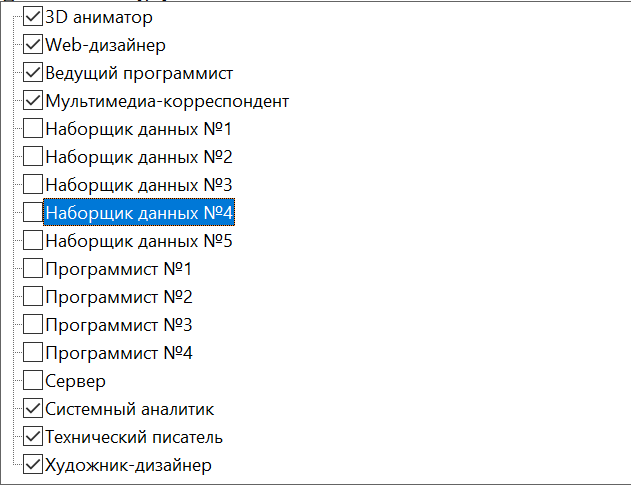 3D аниматор
Web-дизайнер
Ведущий программист
Мультимедиа-корреспондент
Наборщик данных №1
Наборщик данных №2
Наборщик данных №3
Наборщик данных №4
Наборщик данных №5
Программист №1
Программист №2
Программист №3
Программист №4
Сервер
Системный аналитик
Технический писатель
Художник-дизайнер